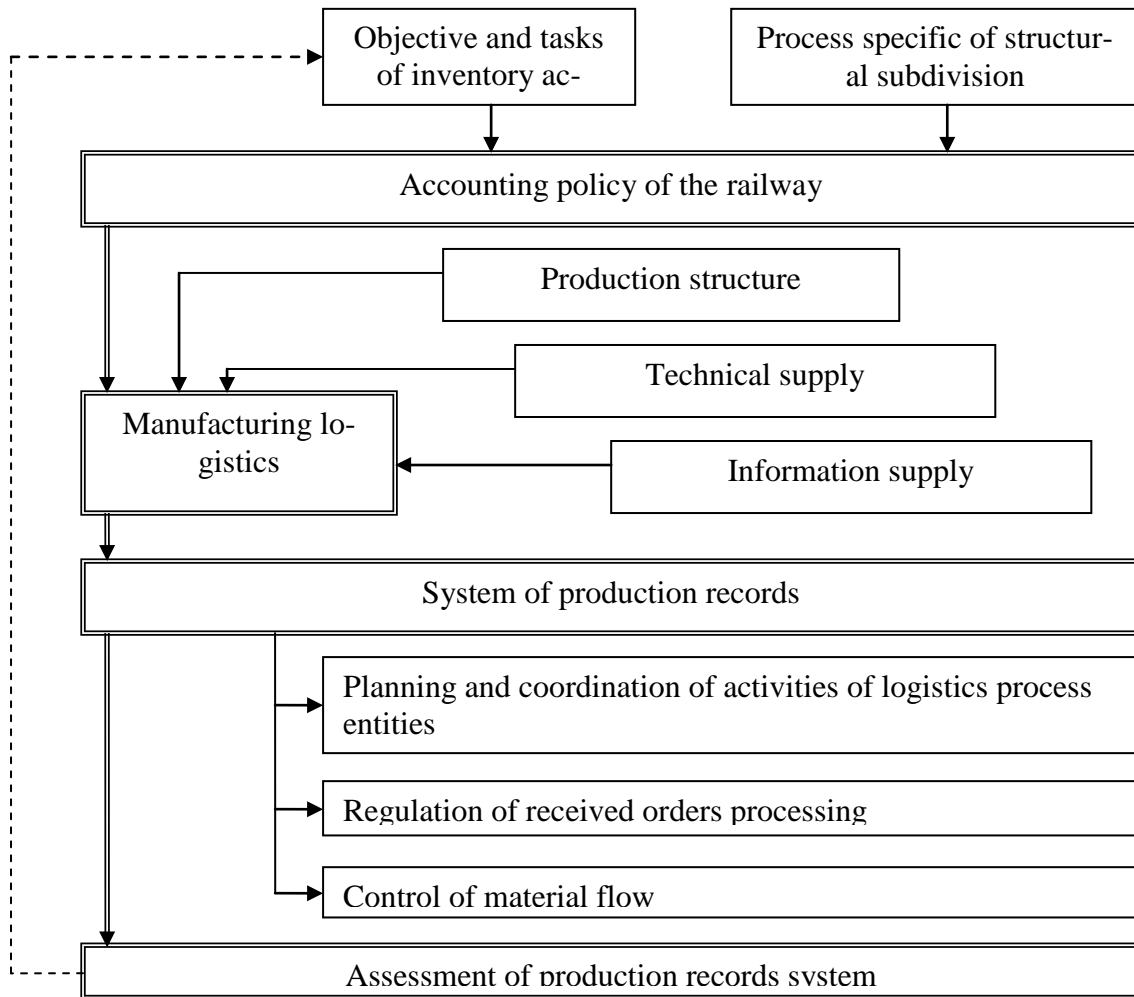 Objective and tasks
of inventory ac-
Process specific of structur-
al subdivision
Accounting policy of the railway
Production structure
Technical supply
Manufacturing lo-
gistics
Information supply
System of production records
Planning and coordination of activities of logistics process
entities
Regulation of received orders processing
Control of material flow
Assessment of production records system